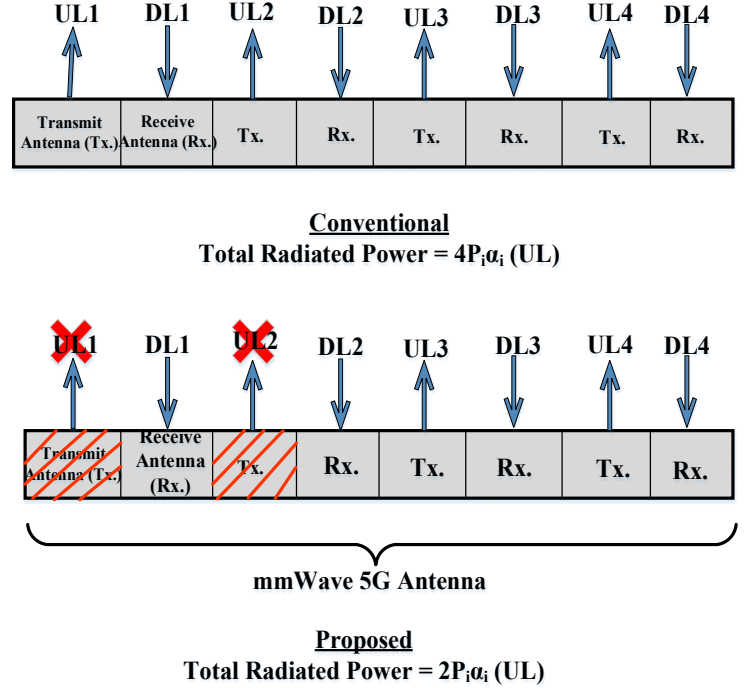 UL1 DL1 UL2 DL2 UL3 DL3 UL4 DL4
Transmit Antenna (Tx.)
Receive Antenna (Rx.)
Tx.
Rx.
Tx.
Rx.
Tx.
Rx.
Conventional
Total Radiated Power = 4Pᵢαᵢ (UL)
UL1 DL1 UL2 DL2 UL3 DL3 UL4 DL4
Transmit
Antenna (Tx.)
Receive
Antenna
(Rx.)
Tx.
Rx.
Tx.
Rx.
Tx.
Rx.
mmWave 5G Antenna
Proposed
Total Radiated Power = 2Pᵢαᵢ (UL)